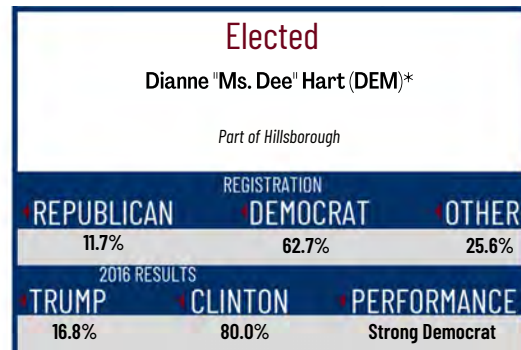 Elected
Dianne "Ms. Dee" Hart (DEM)*
Part of Hillsborough
REGISTRATION
REPUBLICAN DEMOCRAT OTHER
11.7% 62.7% 25.6%
2016 RESULTS
TRUMP CLINTON PERFORMANCE
16.8% 80.0% Strong Democrat